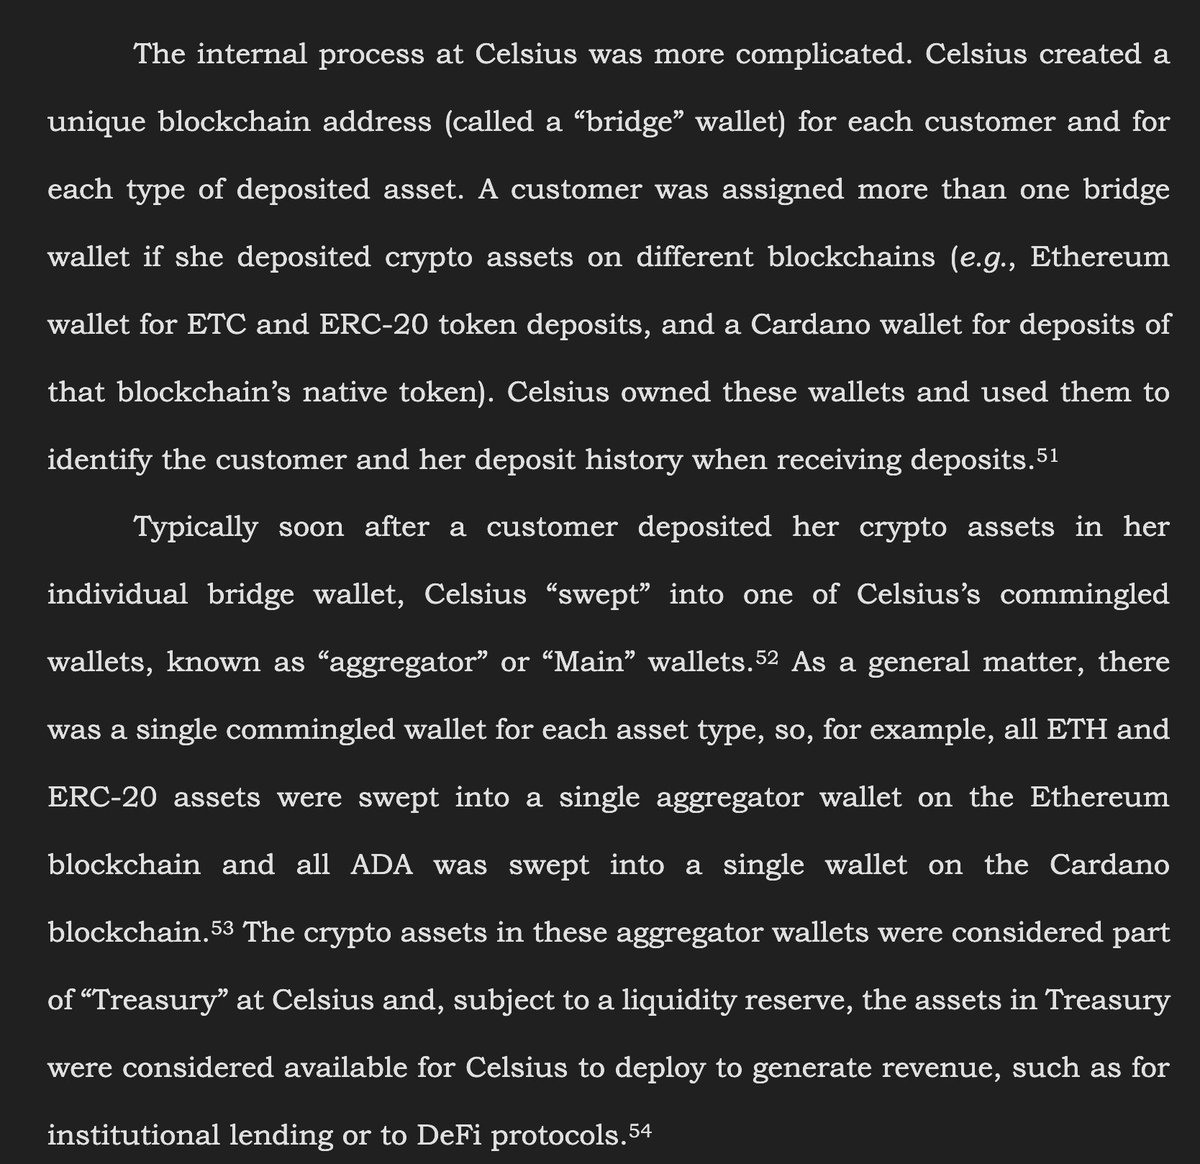 The internal process at Celsius was more complicated. Celsius created a
unique blockchain address (called a “bridge” wallet) for each customer and for
each type of deposited asset. A customer was assigned more than one bridge
wallet if she deposited crypto assets on different blockchains (e.g., Ethereum
wallet for ETC and ERC-20 token deposits, and a Cardano wallet for deposits of
that blockchain’s native token). Celsius owned these wallets and used them to
identify the customer and her deposit history when receiving deposits.51
Typically soon after a customer deposited her crypto assets in her
individual bridge wallet, Celsius “swept” into one of Celsius’s commingled
wallets, known as “aggregator” or “Main” wallets.52 As a general matter, there
was a single commingled wallet for each asset type, so, for example, all ETH and
ERC-20 assets were swept into a single aggregator wallet on the Ethereum
blockchain and all ADA was swept into a single wallet on the Cardano
blockchain.53 The crypto assets in these aggregator wallets were considered part
of “Treasury” at Celsius and, subject to a liquidity reserve, the assets in Treasury
were considered available for Celsius to deploy to generate revenue, such as for
institutional lending or to DeFi protocols.54